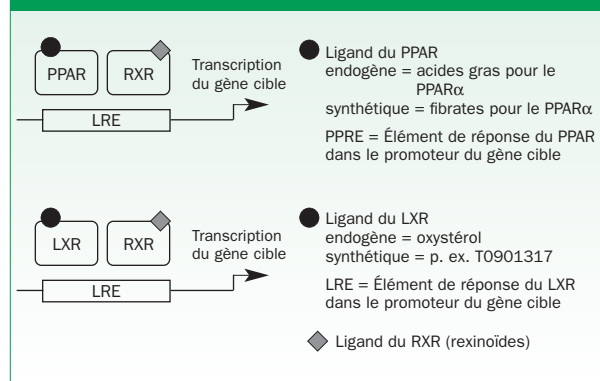 PPAR
RXR
Transcription
du gène cible
LRE
Ligand du PPAR
endogène = acides gras pour le
PPARα
synthétique = fibrates pour le PPARα
PPRE = Élément de réponse du PPAR
dans le promoteur du gène cible
LXR
RXR
Transcription
du gène cible
LRE
Ligand du LXR
endogène = oxystérol
synthétique = p. ex. T0901317
LRE = Élément de réponse du LXR
dans le promoteur du gène cible
Ligand du RXR (rexinoïdes)